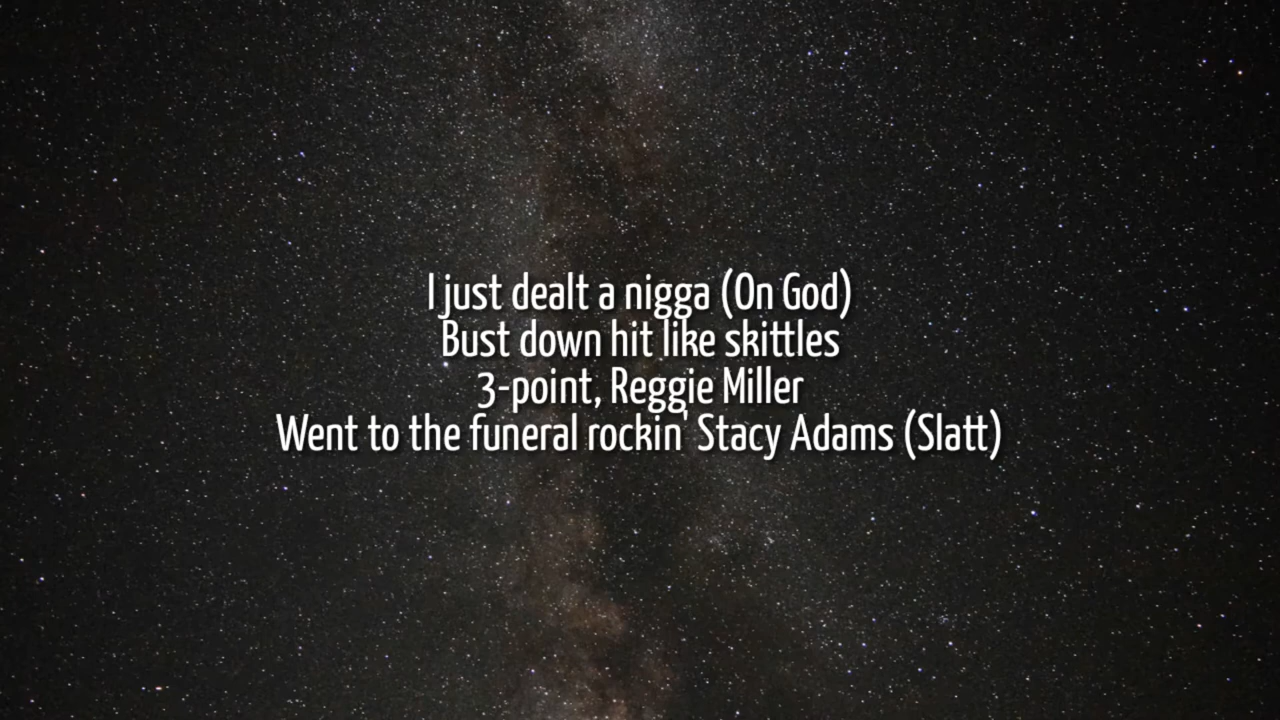 I just dealt a nigga (On God)
Bust down hit like skittles
3-point, Reggie Miller
Went to the funeral rockin' Stacy Adams (Slatt)